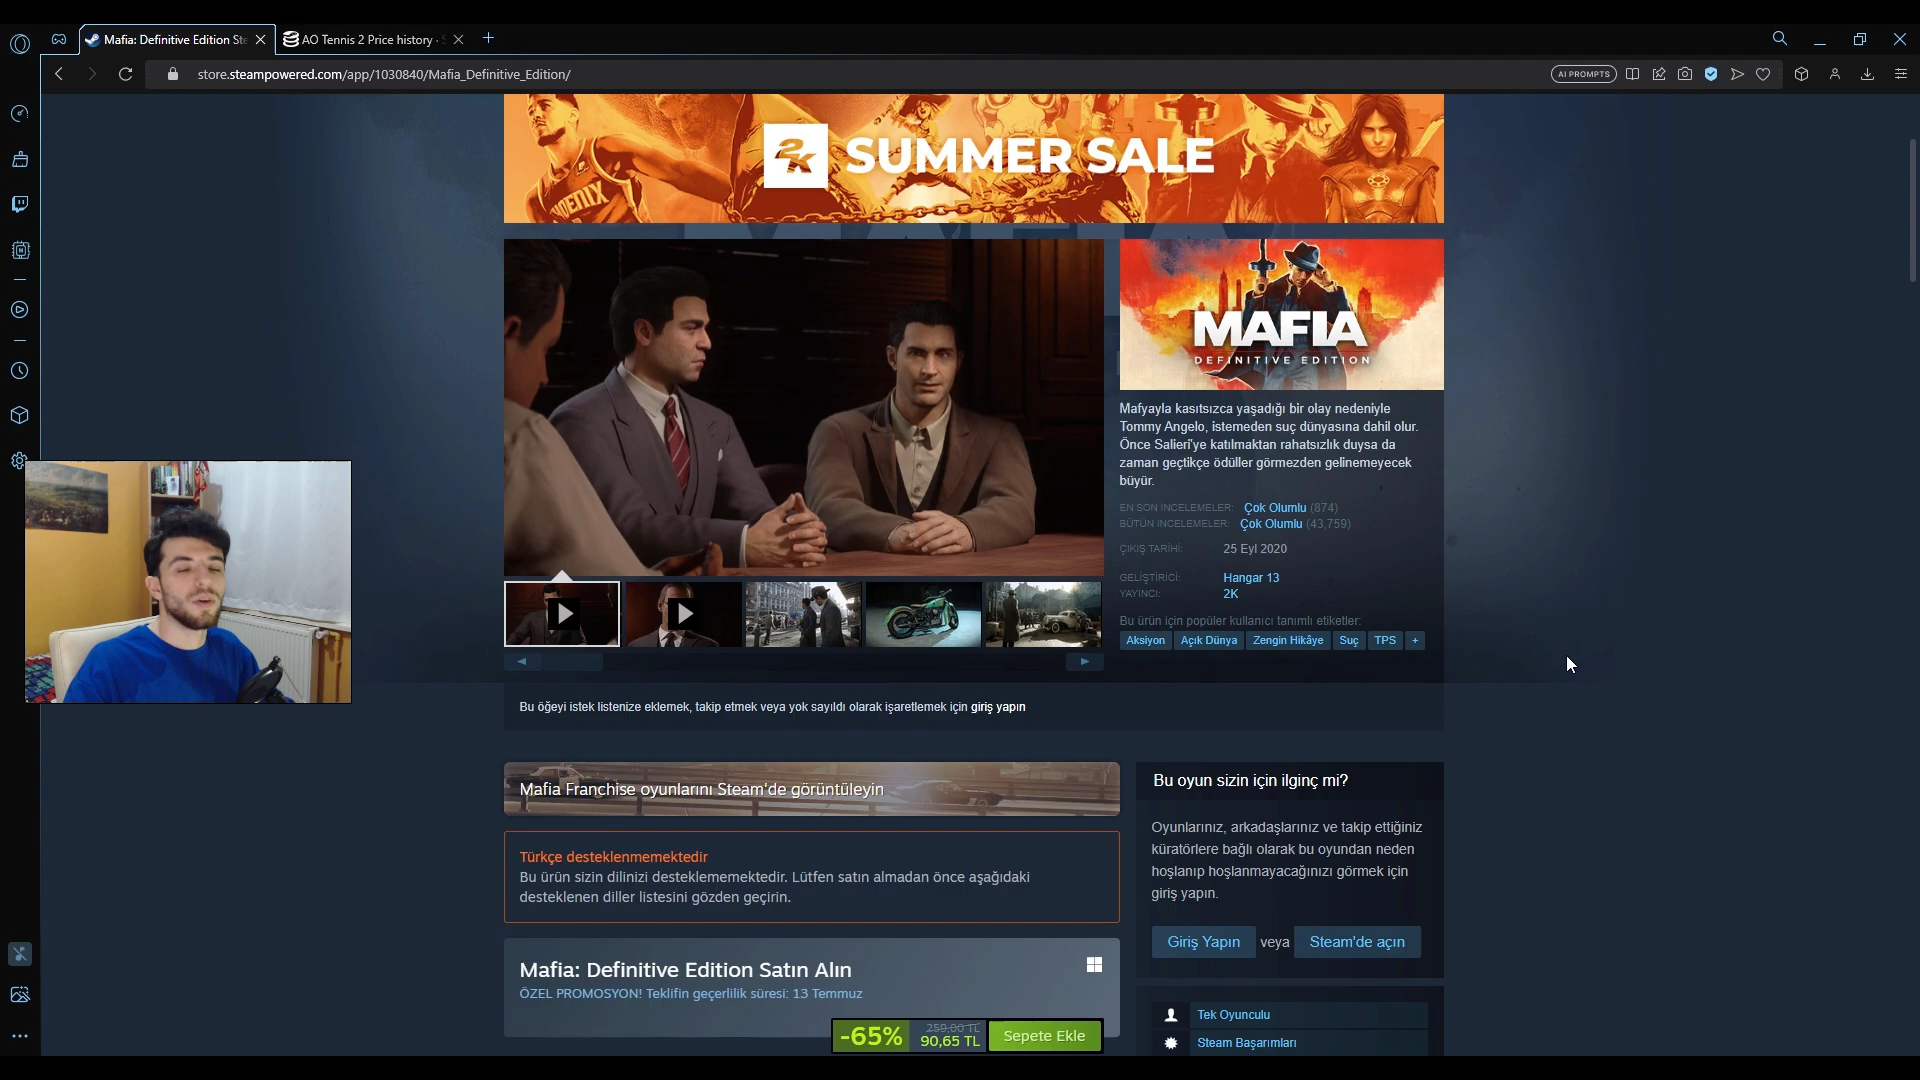 Mafia: Definitive Edition Ste
AO Tennis 2 Price history · S
store.steampowered.com/app/1030840/Mafia_Definitive_Edition/
AI PROMPTS
2K SUMMER SALE
PHOENIX
MAFIA
DEFINITIVE EDITION
Mafyayla kasıtsızca yaşadığı bir olay nedeniyle
Tommy Angelo, istemeden suç dünyasına dahil olur.
Önce Salieri'ye katılmaktan rahatsızlık duysa da
zaman geçtikçe ödüller görmezden gelinemeyecek
büyür.
EN SON İNCELEMELER: Çok Olumlu (874)
BÜTÜN İNCELEMELER: Çok Olumlu (43,759)
ÇIKIŞ TARİHİ: 25 Eyl 2020
GELİŞTİRİCİ: Hangar 13
YAYINCI: 2K
Bu ürün için popüler kullanıcı tanımlı etiketler:
Aksiyon Açık Dünya Zengin Hikâye Suç TPS +
Bu öğeyi istek listenize eklemek, takip etmek veya yok sayıldı olarak işaretlemek için giriş yapın
Mafia Franchise oyunlarını Steam'de görüntüleyin
Türkçe desteklenmemektedir
Bu ürün sizin dilinizi desteklememektedir. Lütfen satın almadan önce aşağıdaki
desteklenen diller listesini gözden geçirin.
Mafia: Definitive Edition Satın Alın
ÖZEL PROMOSYON! Teklifin geçerlilik süresi: 13 Temmuz
-65% 259,00 TL
90,65 TL
Sepete Ekle
Bu oyun sizin için ilginç mi?
Oyunlarınız, arkadaşlarınız ve takip ettiğiniz
küratörlere bağlı olarak bu oyundan neden
hoşlanıp hoşlanmayacağınızı görmek için
giriş yapın.
Giriş Yapın veya Steam'de açın
Tek Oyunculu
Steam Başarımları